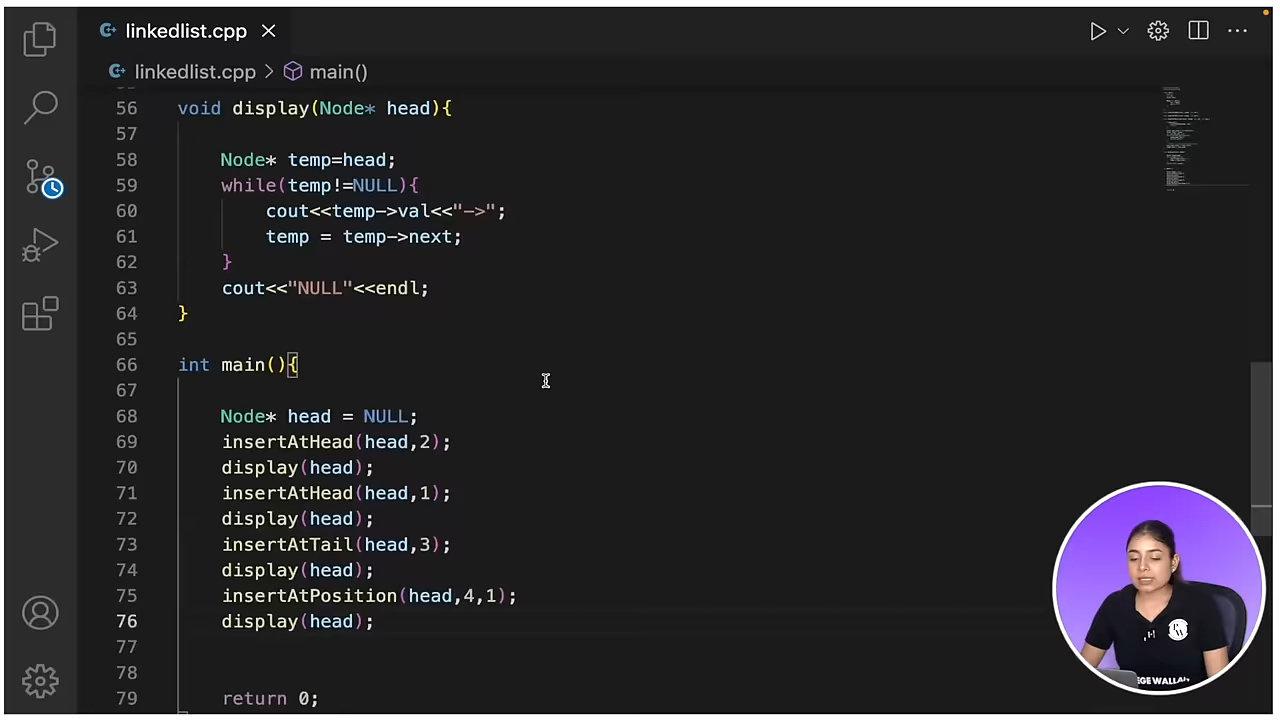 linkedlist.cpp
linkedlist.cpp > main()
56 void display(Node* head){
57
58 Node* temp=head;
59 while(temp!=NULL){
60 cout<<temp->val<<"->";
61 temp = temp->next;
62 }
63 cout<<"NULL"<<endl;
64 }
65
66 int main(){
67
68 Node* head = NULL;
69 insertAtHead(head,2);
70 display(head);
71 insertAtHead(head,1);
72 display(head);
73 insertAtTail(head,3);
74 display(head);
75 insertAtPosition(head,4,1);
76 display(head);
77
78
79 return 0;
PW
EGE WALLAH